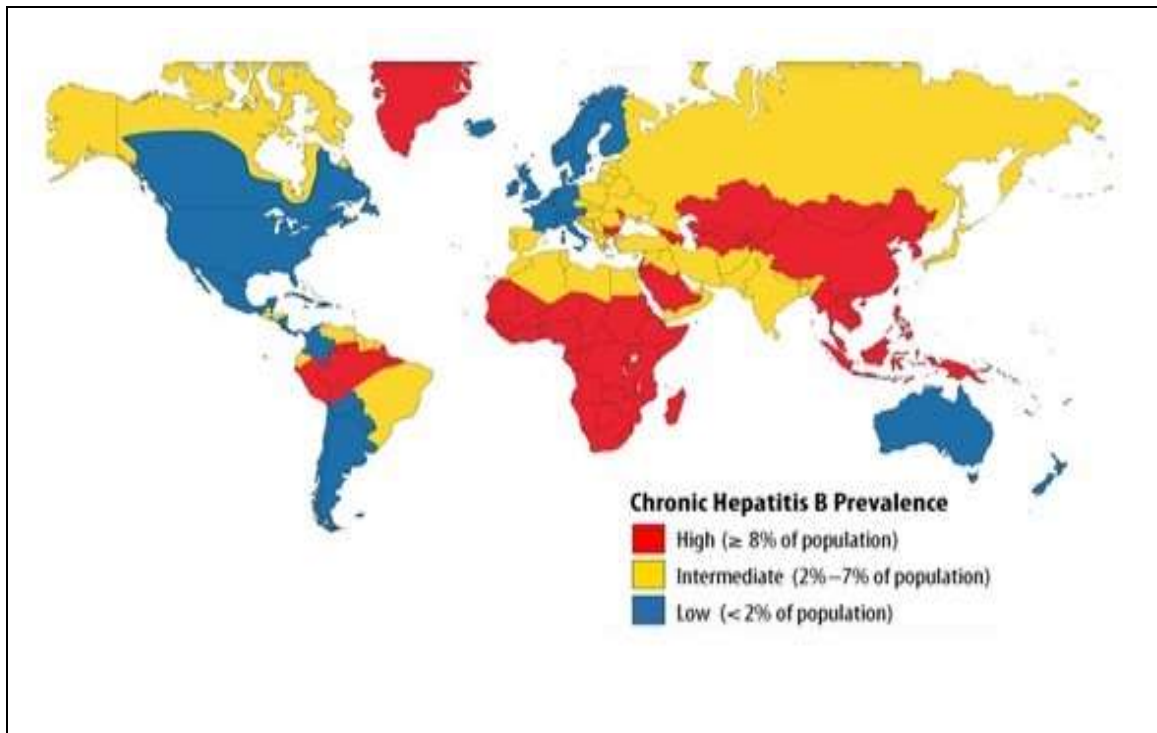 Chronic Hepatitis B Prevalence
High (≥ 8% of population)
Intermediate (2%–7% of population)
Low (< 2% of population)